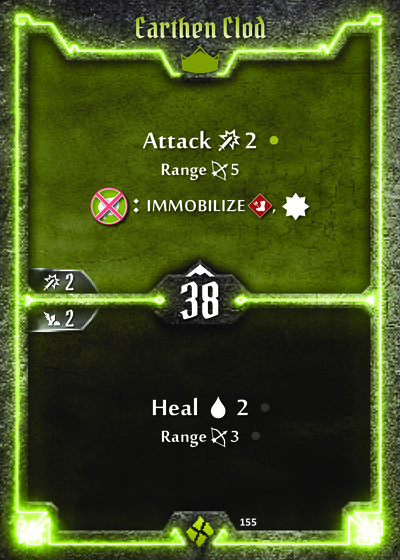 Earthen Clod
Attack 2
Range 5
: IMMOBILIZE ,
2
38
2
Heal 2
Range 3
155